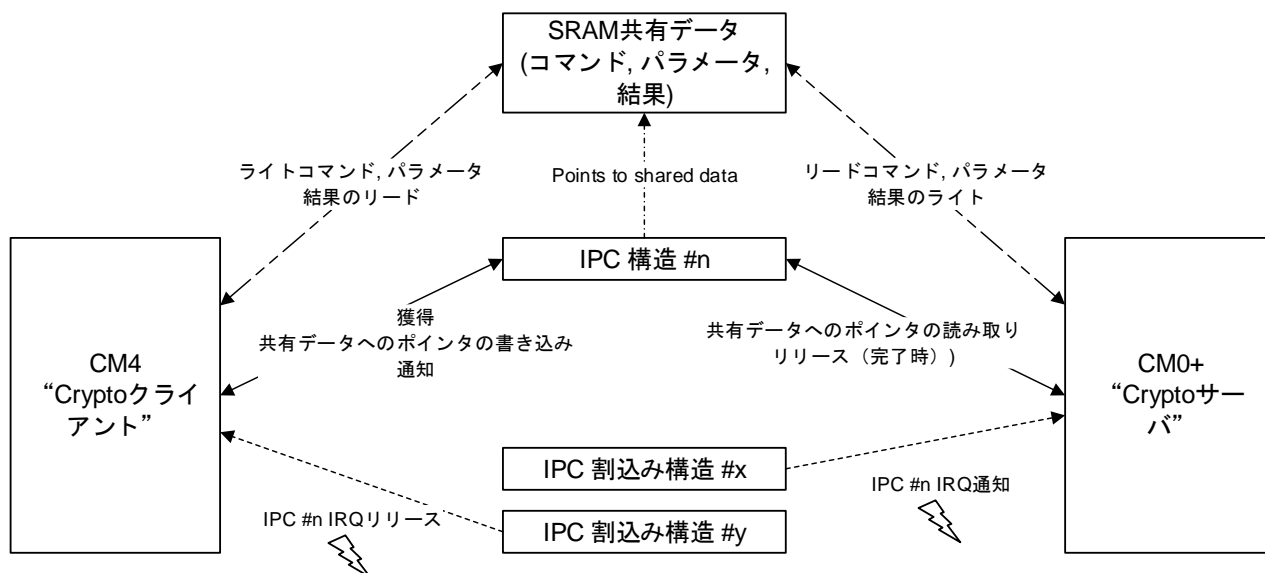 SRAM共有データ
(コマンド, パラメータ,
結果)
ライトコマンド, パラメータ
結果のリード
Points to shared data
リードコマンド, パラメータ
結果のライト
IPC 構造 #n
獲得
共有データへのポインタの書き込み
通知
共有データへのポインタの読み取り
リリース（完了時）)
CM4
“Cryptoクライ
アント”
CM0+
“Cryptoサー
バ”
IPC 割込み構造 #x
IPC #n IRQ通知
IPC #n IRQリリース
IPC 割込み構造 #y